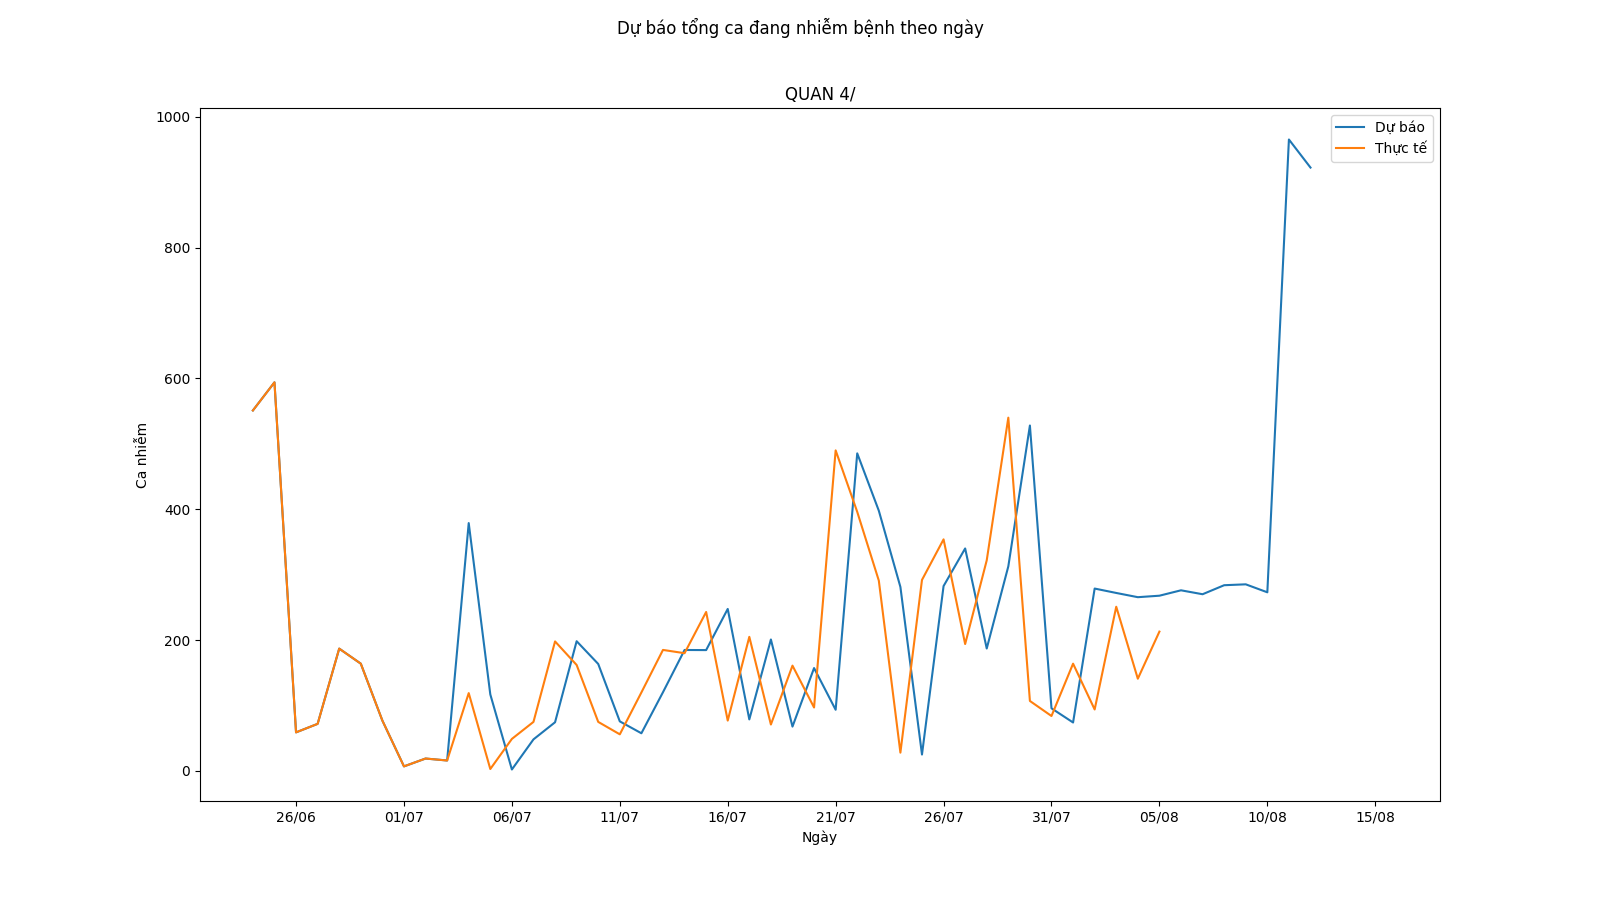 Dự báo tổng ca đang nhiễm bệnh theo ngày
QUAN 4/
Dự báo
Thực tế
1000
800
600
400
200
0
Ca nhiễm
26/06 01/07 06/07 11/07 16/07 21/07 26/07 31/07 05/08 10/08 15/08
Ngày